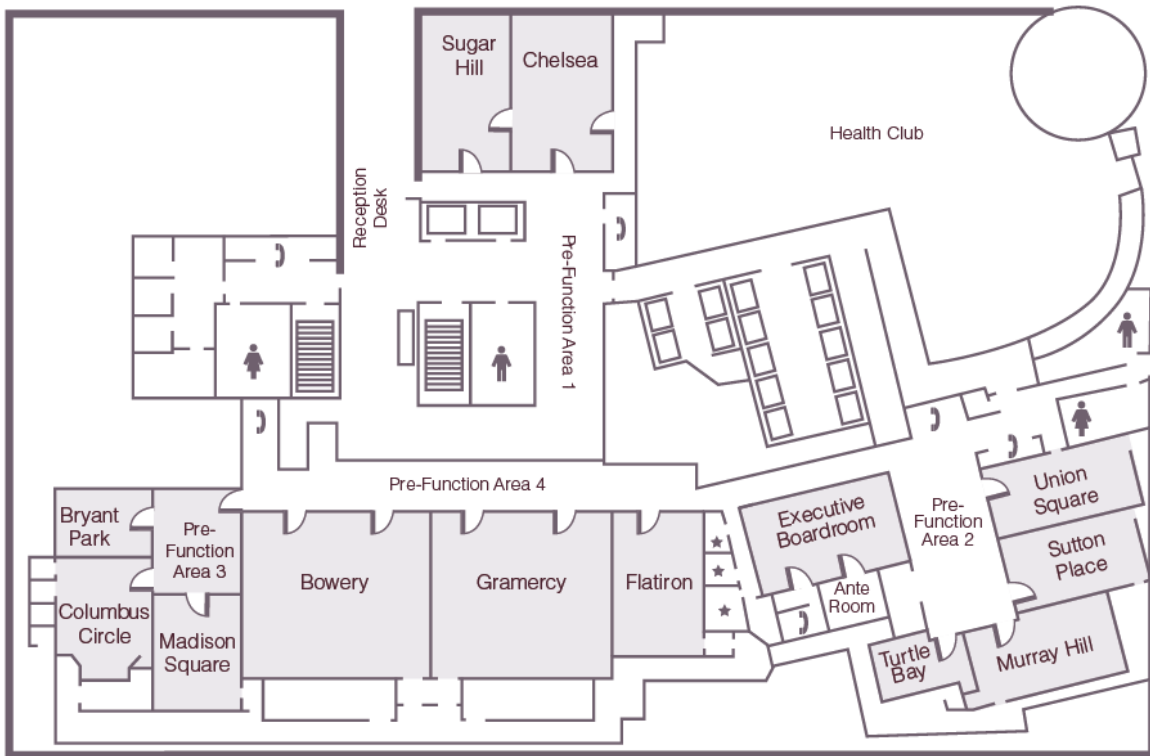 Sugar
Hill
Chelsea
Health Club
Reception
Desk
Pre-Function Area 1
Pre-Function Area 4
Bryant
Park
Pre-
Function
Area 3
Columbus
Circle
Madison
Square
Bowery
Gramercy
Flatiron
Executive
Boardroom
Ante
Room
Pre-
Function
Area 2
Union
Square
Sutton
Place
Turtle
Bay
Murray Hill